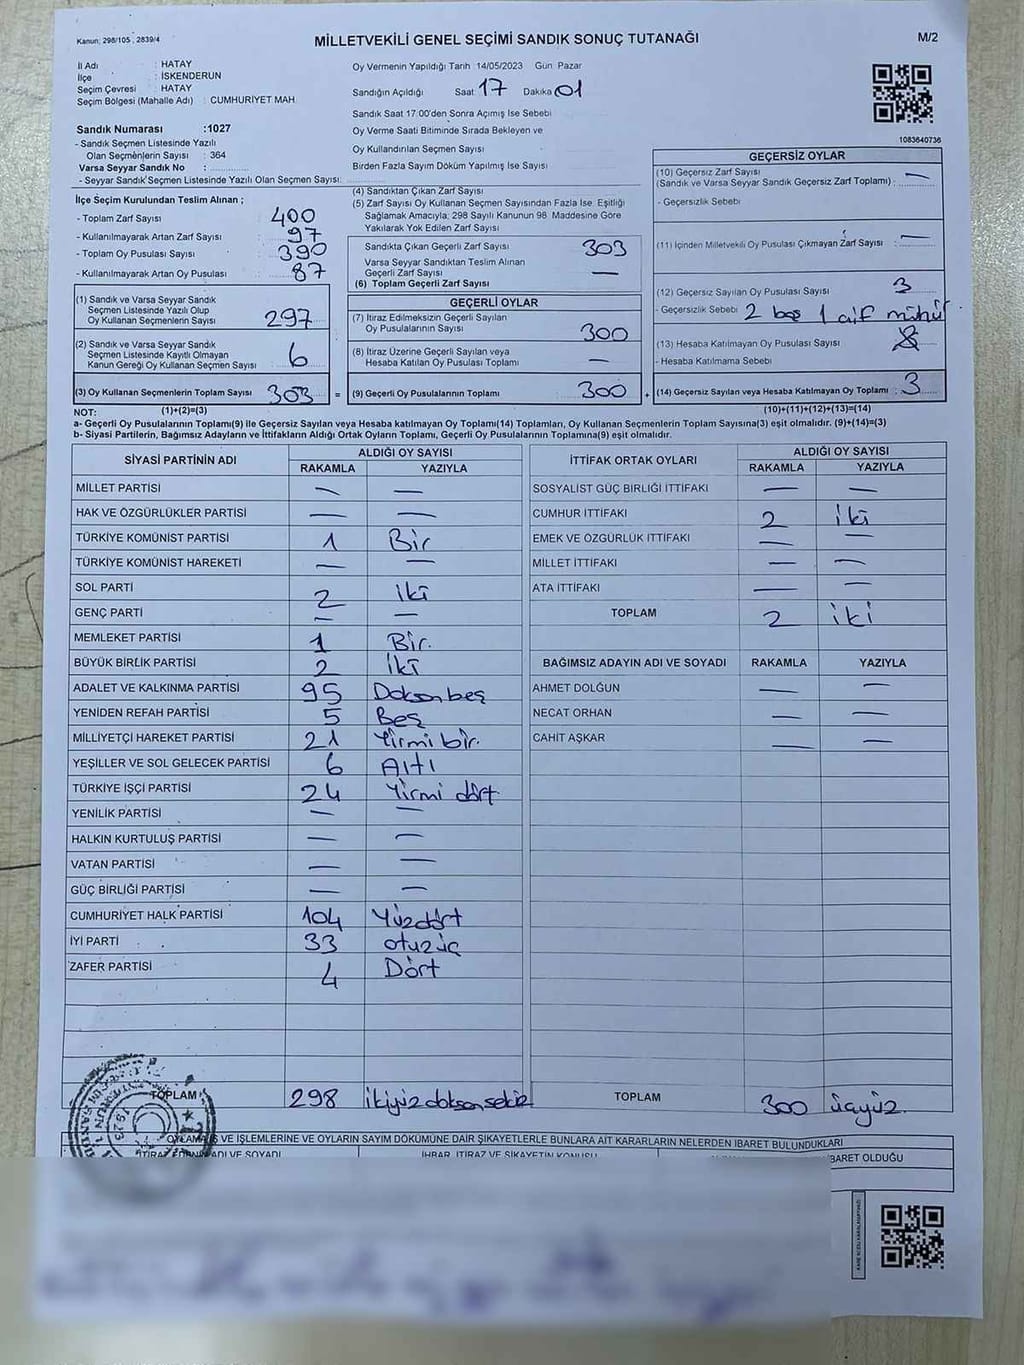 Kanun; 298/105 , 2839/4
MİLLETVEKİLİ GENEL SEÇİMİ SANDIK SONUÇ TUTANAĞI
M/2
İl Adı : HATAY
İlçe : İSKENDERUN
Seçim Çevresi : HATAY
Seçim Bölgesi (Mahalle Adı) : CUMHURİYET MAH.
Sandık Numarası :1027
- Sandık Seçmen Listesinde Yazılı
Olan Seçmenlerin Sayısı : 364
Varsa Seyyar Sandık No :
- Seyyar Sandık Seçmen Listesinde Yazılı Olan Seçmen Sayısı:
Oy Vermenin Yapıldığı Tarih 14/05/2023 Gün Pazar
Sandığın Açıldığı Saat 17 Dakika 01
Sandık Saat 17:00'den Sonra Açımış İse Sebebi
Oy Verme Saati Bitiminde Sırada Bekleyen ve
Oy Kullandırılan Seçmen Sayısı
Birden Fazla Sayım Döküm Yapılmış İse Sayısı
1083640736
İlçe Seçim Kurulundan Teslim Alınan ;
- Toplam Zarf Sayısı 400
- Kullanılmayarak Artan Zarf Sayısı 97
- Toplam Oy Pusulası Sayısı 390
- Kullanılmayarak Artan Oy Pusulası 87
(1) Sandık ve Varsa Seyyar Sandık
Seçmen Listesinde Yazılı Olup
Oy Kullanan Seçmenlerin Sayısı 297
(2) Sandık ve Varsa Seyyar Sandık
Seçmen Listesinde Kayıtlı Olmayan
Kanun Gereği Oy Kullanan Seçmen Sayısı 6
(3) Oy Kullanan Seçmenlerin Toplam Sayısı 303 =
(4) Sandıktan Çıkan Zarf Sayısı
(5) Zarf Sayısı Oy Kullanan Seçmen Sayısından Fazla İse Eşitliği
Sağlamak Amacıyla; 298 Sayılı Kanunun 98 Maddesine Göre
Yakılarak Yok Edilen Zarf Sayısı
Sandıkta Çıkan Geçerli Zarf Sayısı 303
Varsa Seyyar Sandıktan Teslim Alınan
Geçerli Zarf Sayısı —
(6) Toplam Geçerli Zarf Sayısı
GEÇERLİ OYLAR
(7) İtiraz Edilmeksizin Geçerli Sayılan
Oy Pusulalarının Sayısı 300
(8) İtiraz Üzerine Geçerli Sayılan veya
Hesaba Katılan Oy Pusulası Toplamı —
(9) Geçerli Oy Pusulalarının Toplamı 300 +
GEÇERSİZ OYLAR
(10) Geçersiz Zarf Sayısı
(Sandık ve Varsa Seyyar Sandık Geçersiz Zarf Toplamı) : —
- Geçersizlik Sebebi
(11) İçinden Milletvekili Oy Pusulası Çıkmayan Zarf Sayısı : —
(12) Geçersiz Sayılan Oy Pusulası Sayısı 3
- Geçersizlik Sebebi 2 boş 1 çift mühür
(13) Hesaba Katılmayan Oy Pusulası Sayısı
- Hesaba Katılmama Sebebi
(14) Geçersiz Sayılan veya Hesaba Katılmayan Oy Toplamı : 3
NOT: (1)+(2)=(3) (10)+(11)+(12)+(13)=(14)
a- Geçerli Oy Pusulalarının Toplamı(9) ile Geçersiz Sayılan veya Hesaba katılmayan Oy Toplamı(14) Toplamları, Oy Kullanan Seçmenlerin Toplam Sayısına(3) eşit olmalıdır. (9)+(14)=(3)
b- Siyasi Partilerin, Bağımsız Adayların ve İttifakların Aldığı Ortak Oyların Toplamı, Geçerli Oy Pusulalarının Toplamına(9) eşit olmalıdır.
SİYASİ PARTİNİN ADI ALDIĞI OY SAYISI
RAKAMLA YAZIYLA
MİLLET PARTİSİ — —
HAK VE ÖZGÜRLÜKLER PARTİSİ — —
TÜRKİYE KOMÜNİST PARTİSİ 1 Bir
TÜRKİYE KOMÜNİST HAREKETİ — —
SOL PARTİ 2 İki
GENÇ PARTİ — —
MEMLEKET PARTİSİ 1 Bir.
BÜYÜK BİRLİK PARTİSİ 2 İki
ADALET VE KALKINMA PARTİSİ 95 Doksan beş
YENİDEN REFAH PARTİSİ 5 Beş
MİLLİYETÇİ HAREKET PARTİSİ 21 Yirmi bir.
YEŞİLLER VE SOL GELECEK PARTİSİ 6 Altı
TÜRKİYE İŞÇİ PARTİSİ 24 Yirmi dört
YENİLİK PARTİSİ — —
HALKIN KURTULUŞ PARTİSİ — —
VATAN PARTİSİ — —
GÜÇ BİRLİĞİ PARTİSİ — —
CUMHURİYET HALK PARTİSİ 104 Yüzdört
İYİ PARTİ 33 otuzüç
ZAFER PARTİSİ 4 Dört
TOPLAM 298 ikiyüzdoksansekiz
İTTİFAK ORTAK OYLARI ALDIĞI OY SAYISI
RAKAMLA YAZIYLA
SOSYALİST GÜÇ BİRLİĞİ İTTİFAKI — —
CUMHUR İTTİFAKI 2 iki
EMEK VE ÖZGÜRLÜK İTTİFAKI — —
MİLLET İTTİFAKI — —
ATA İTTİFAKI — —
TOPLAM 2 iki
BAĞIMSIZ ADAYIN ADI VE SOYADI RAKAMLA YAZIYLA
AHMET DOLĞUN — —
NECAT ORHAN — —
CAHİT AŞKAR — —
TOPLAM 300 üçyüz.
VE İŞLEMLERİNE VE OYLARIN SAYIM DÖKÜMÜNE DAİR ŞİKAYETLERLE BUNLARA AİT KARARLARIN NELERDEN İBARET BULUNDUKLARI
ADI VE SOYADI İHBAR, İTİRAZ VE ŞİKAYETİN KONUSU İBARET OLDUĞU